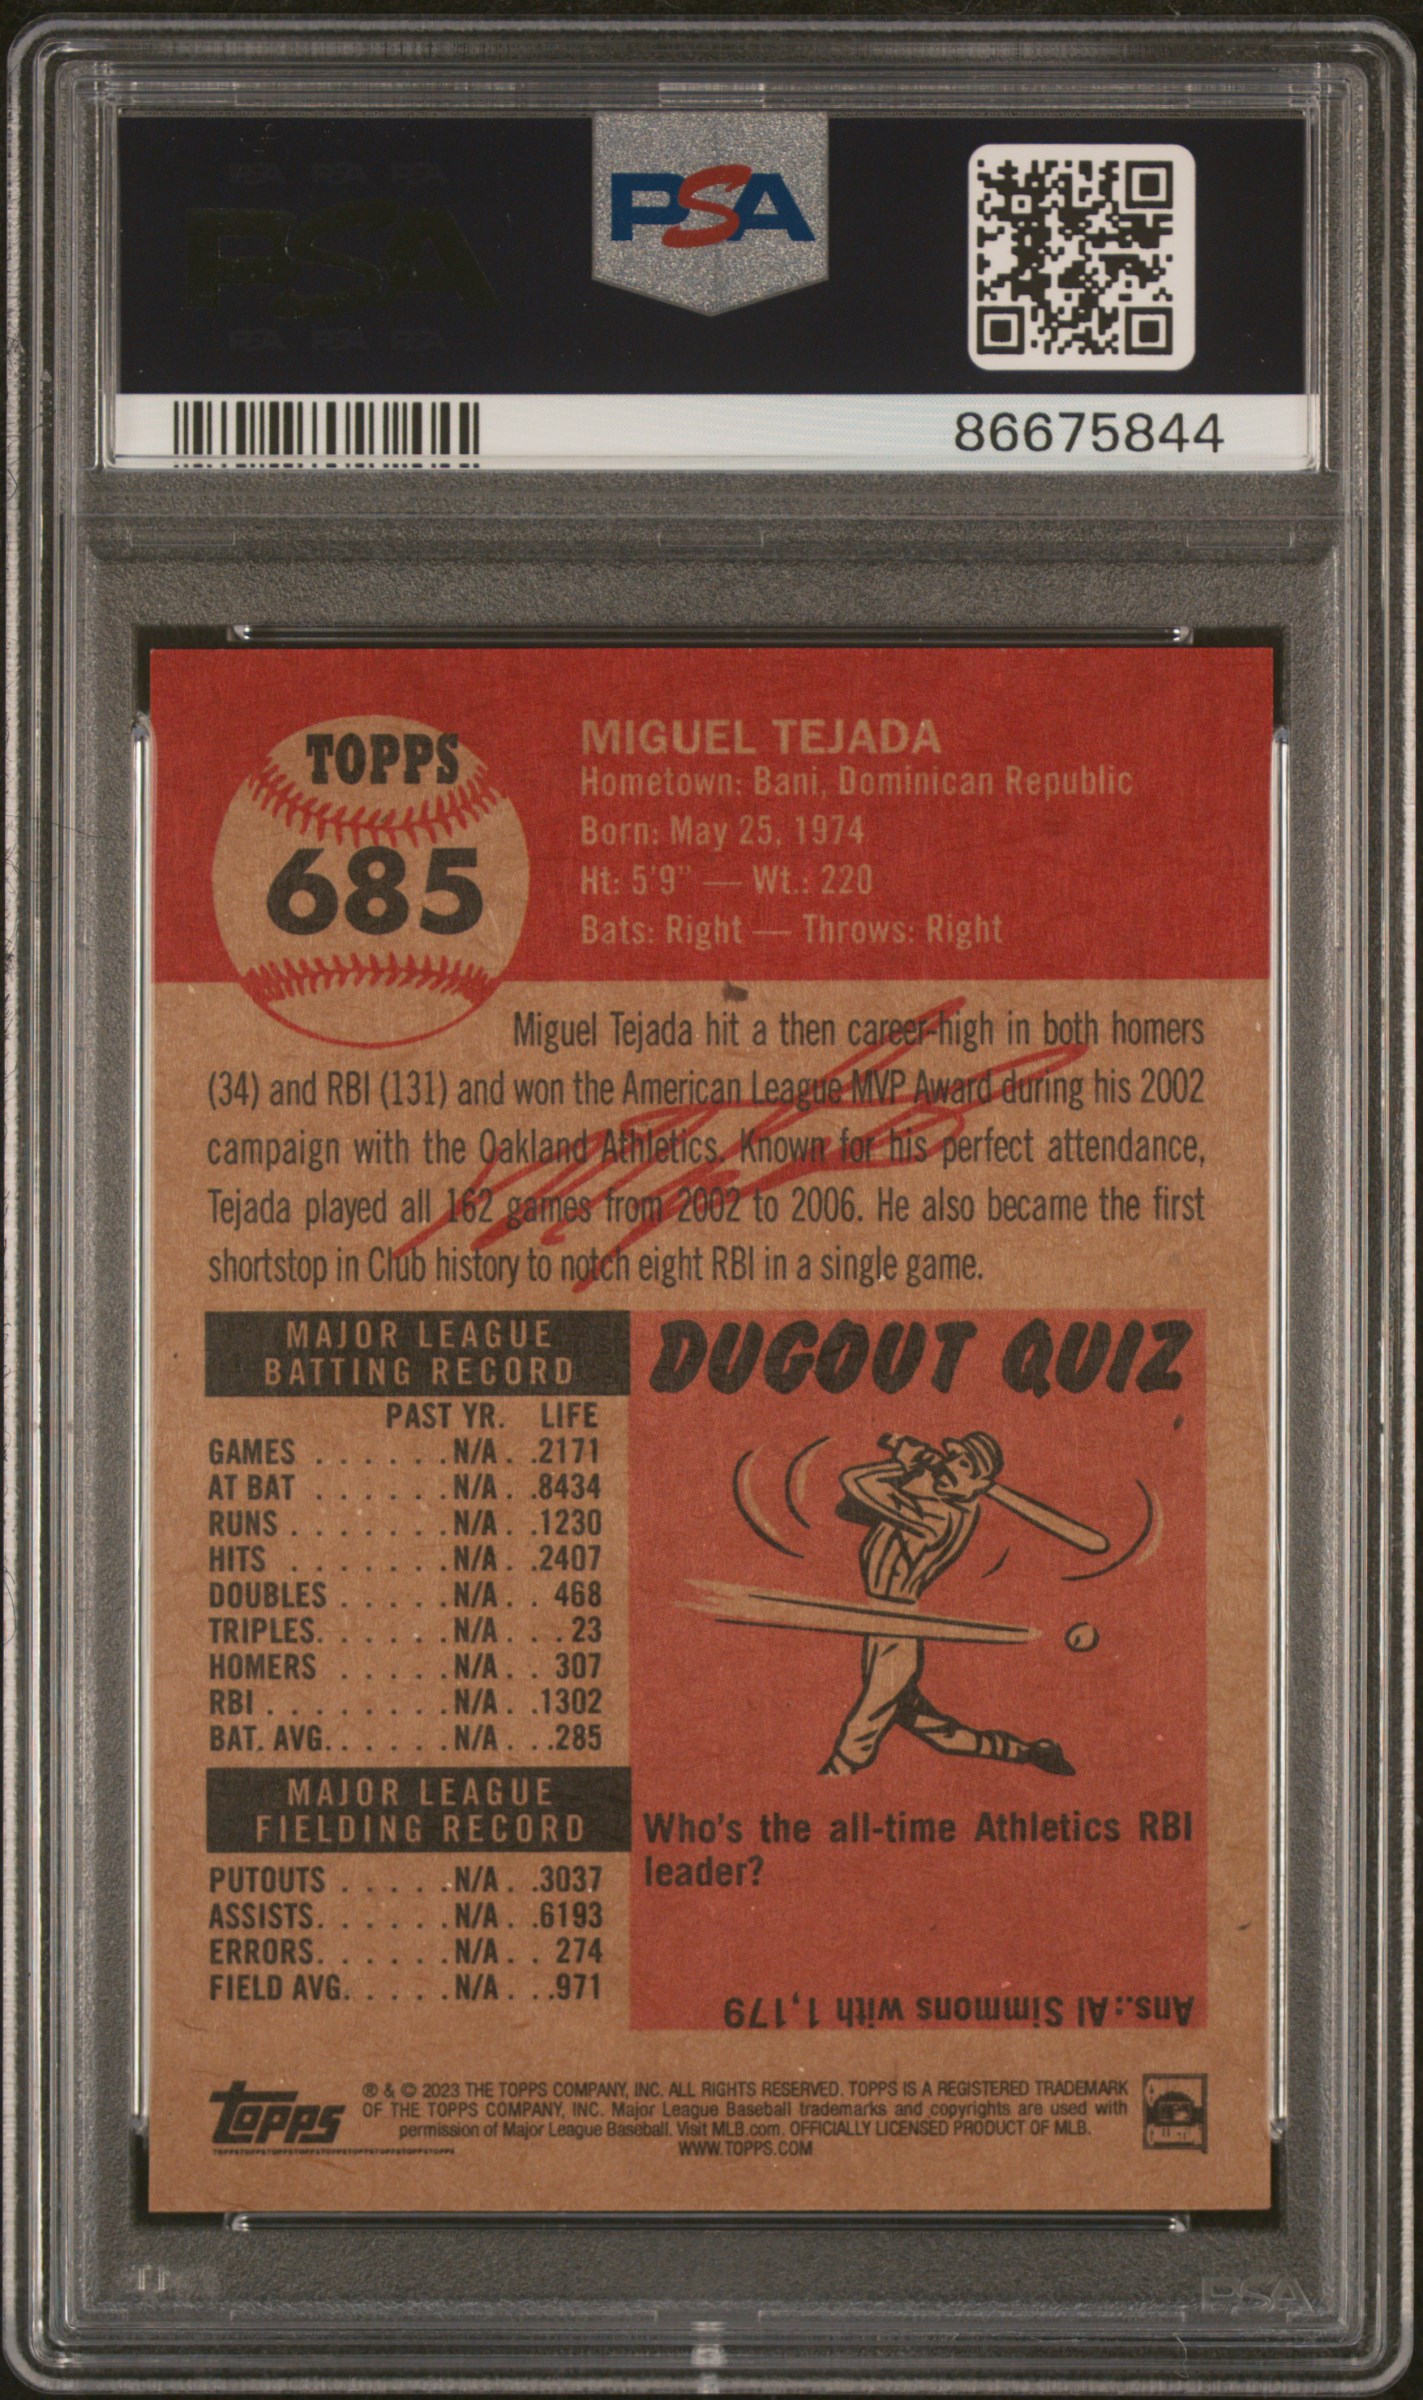 PSA PSA PSA
PSA
PSA
PSA PSA PSA
86675844
TOPPS
685
MIGUEL TEJADA
Hometown: Bani, Dominican Republic
Born: May 25, 1974
Ht: 5'9" — Wt.: 220
Bats: Right — Throws: Right
Miguel Tejada hit a then career-high in both homers
(34) and RBI (131) and won the American League MVP Award during his 2002
campaign with the Oakland Athletics. Known for his perfect attendance,
Tejada played all 162 games from 2002 to 2006. He also became the first
shortstop in Club history to notch eight RBI in a single game.
MAJOR LEAGUE
BATTING RECORD
PAST YR. LIFE
GAMES . . . . . . N/A . .2171
AT BAT . . . . . . N/A . .8434
RUNS . . . . . . . N/A . .1230
HITS . . . . . . . N/A . .2407
DOUBLES . . . . . N/A . . 468
TRIPLES. . . . . . N/A . . . 23
HOMERS . . . . . N/A . . 307
RBI . . . . . . . . N/A . .1302
BAT. AVG. . . . . . N/A . . .285
MAJOR LEAGUE
FIELDING RECORD
PUTOUTS . . . . . N/A . .3037
ASSISTS. . . . . . N/A . .6193
ERRORS. . . . . . N/A . . 274
FIELD AVG. . . . . N/A . . .971
DUGOUT QUIZ
Who's the all-time Athletics RBI
leader?
Ans.: Al Simmons with 1,179
topps
® & © 2023 THE TOPPS COMPANY, INC. ALL RIGHTS RESERVED. TOPPS IS A REGISTERED TRADEMARK
OF THE TOPPS COMPANY, INC. Major League Baseball trademarks and copyrights are used with
permission of Major League Baseball. Visit MLB.com. OFFICIALLY LICENSED PRODUCT OF MLB.
WWW.TOPPS.COM
PSA